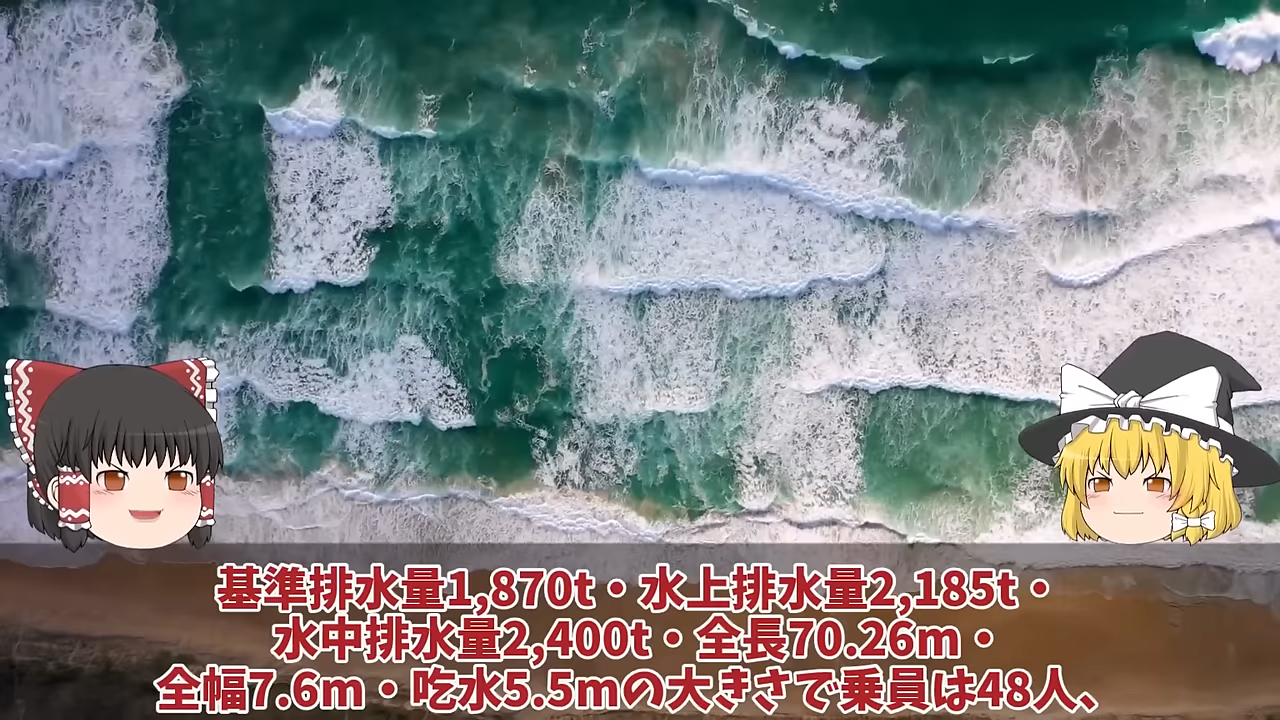 基準排水量1,870t・水上排水量2,185t・
水中排水量2,400t・全長70.26m・
全幅7.6m・吃水5.5mの大きさで乗員は48人、